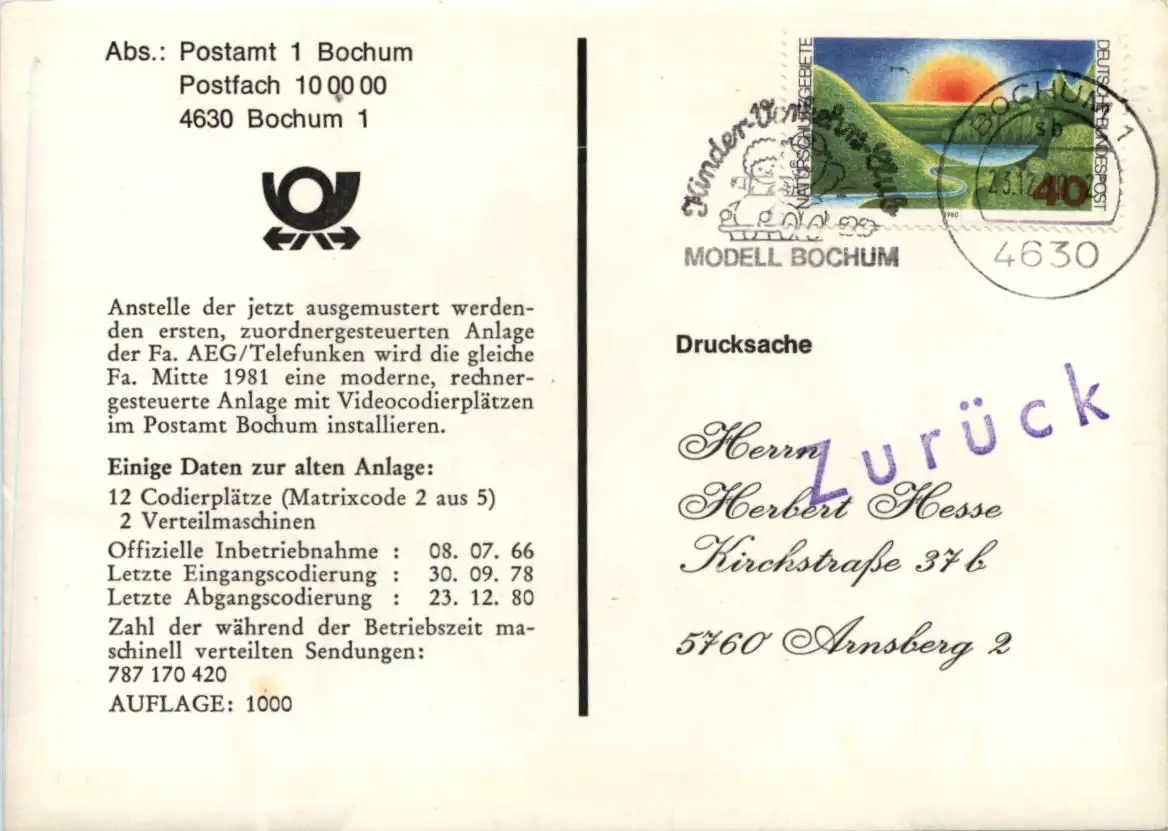 Abs.: Postamt 1 Bochum
Postfach 10 00 00
4630 Bochum 1
Anstelle der jetzt ausgemustert werden-
den ersten, zuordnergesteuerten Anlage
der Fa. AEG/Telefunken wird die gleiche
Fa. Mitte 1981 eine moderne, rechner-
gesteuerte Anlage mit Videocodierplätzen
im Postamt Bochum installieren.
Einige Daten zur alten Anlage:
12 Codierplätze (Matrixcode 2 aus 5)
2 Verteilmaschinen
Offizielle Inbetriebnahme : 08. 07. 66
Letzte Eingangscodierung : 30. 09. 78
Letzte Abgangscodierung : 23. 12. 80
Zahl der während der Betriebszeit ma-
schinell verteilten Sendungen:
787 170 420
AUFLAGE: 1000
NATURSCHUTZGEBIETE
DEUTSCHE BUNDESPOST
40
1980
Kinder-Verkehrs-Club
MODELL BOCHUM
BOCHUM 1
sb
4630
Drucksache
Zurück
Herrn
Herbert Hesse
Kirchstraße 37 b
5760 Arnsberg 2